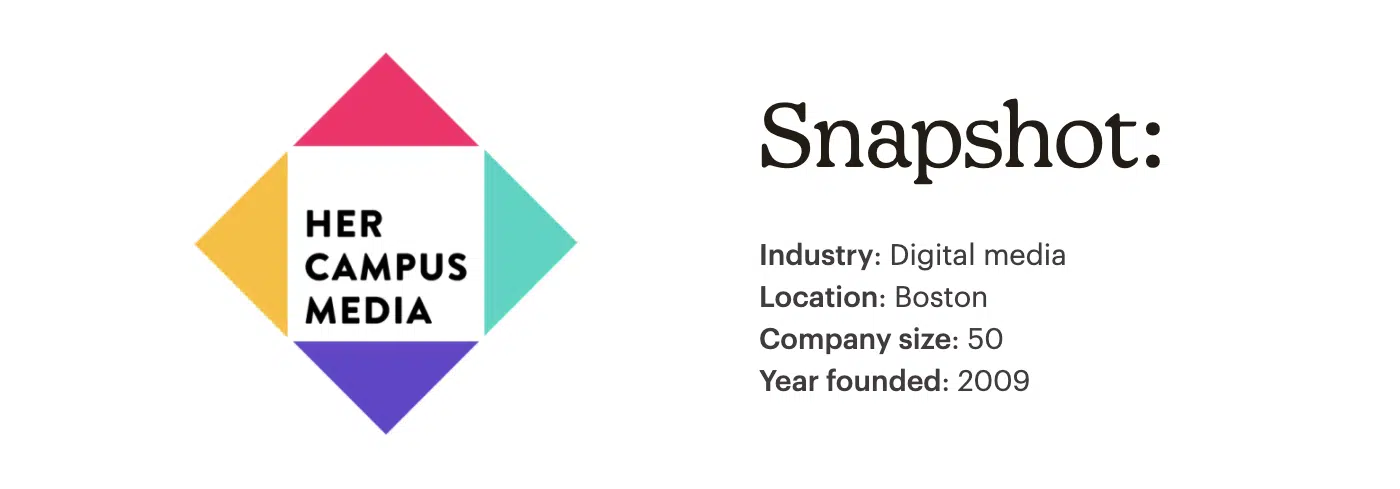 HER
CAMPUS
MEDIA
Snapshot:
Industry: Digital media
Location: Boston
Company size: 50
Year founded: 2009